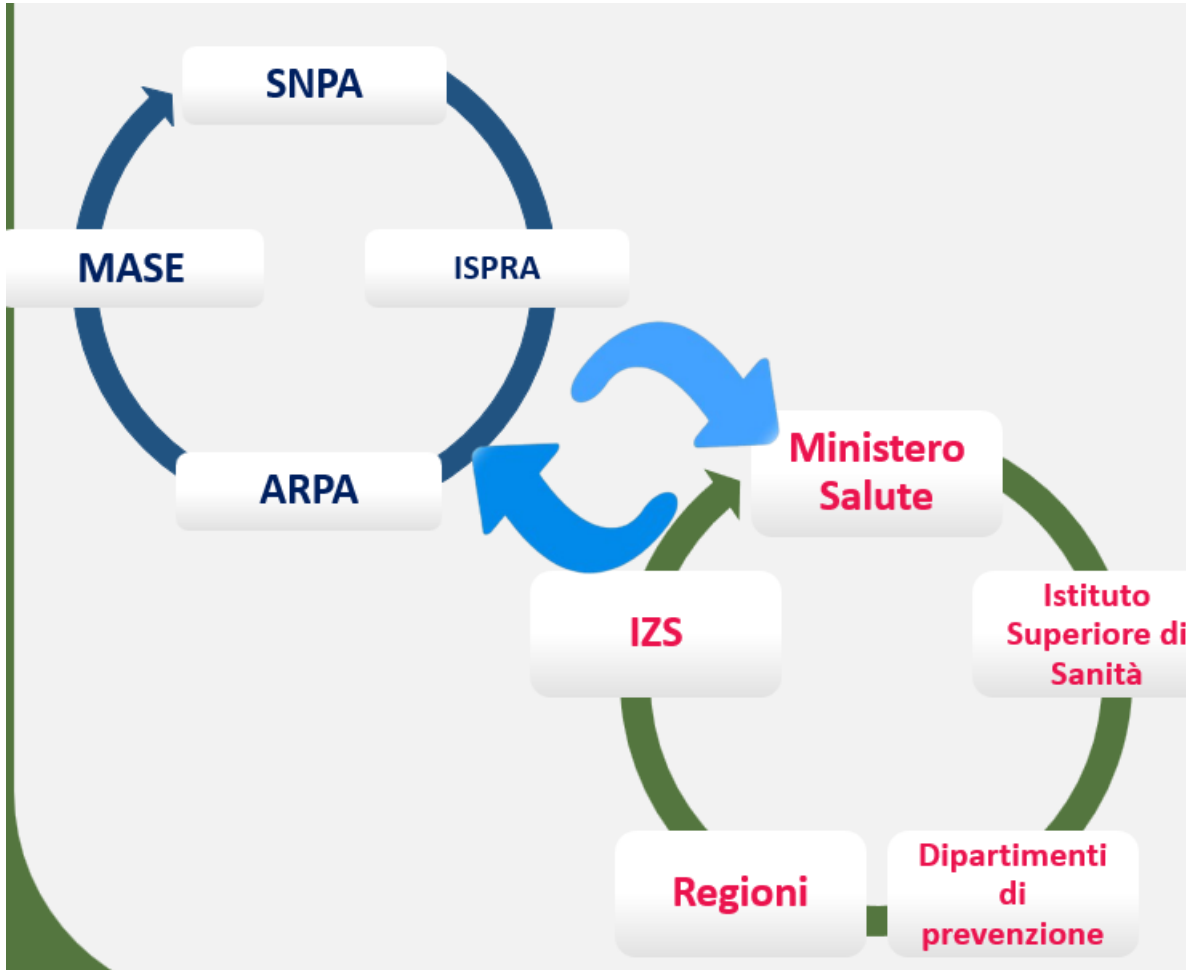 SNPA
MASE
ISPRA
ARPA
Ministero
Salute
IZS
Istituto
Superiore di
Sanità
Regioni
Dipartimenti
di
prevenzione